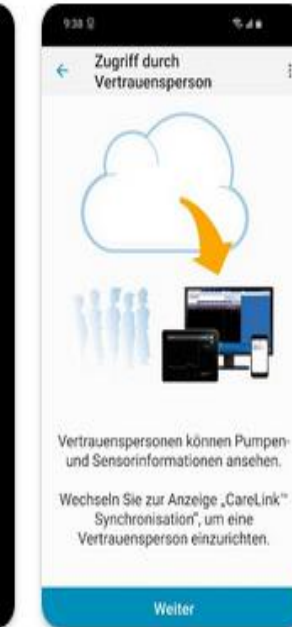 9:38
Zugriff durch
Vertrauensperson
Vertrauenspersonen können Pumpen-
und Sensorinformationen ansehen.
Wechseln Sie zur Anzeige „CareLink™
Synchronisation", um eine
Vertrauensperson einzurichten.
Weiter